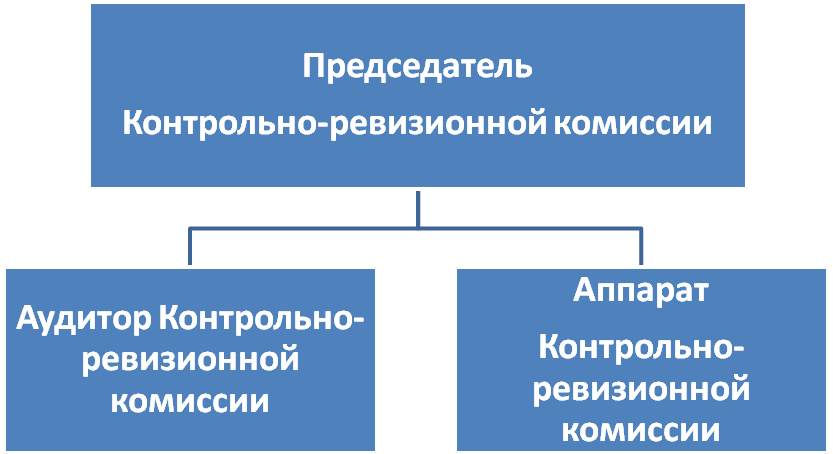 Председатель
Контрольно-ревизионной комиссии
Аудитор Контрольно-
ревизионной
комиссии
Аппарат
Контрольно-
ревизионной
комиссии